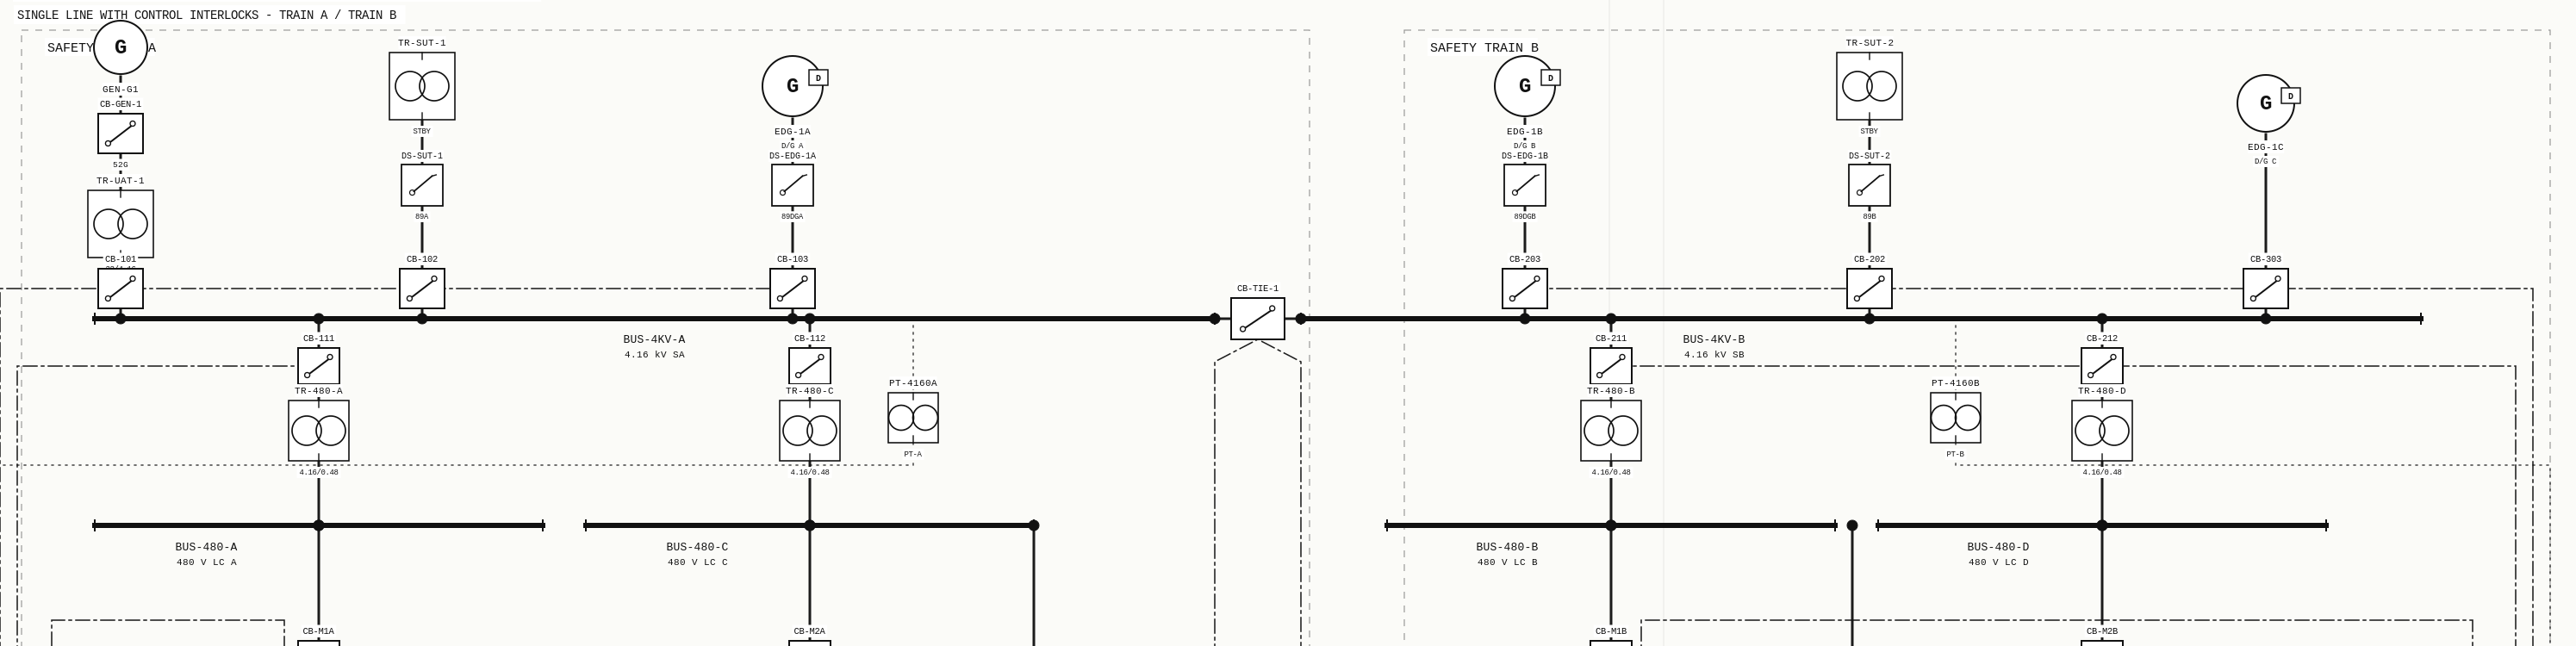 SINGLE LINE WITH CONTROL INTERLOCKS - TRAIN A / TRAIN B
SAFETY A
G
GEN-G1
CB-GEN-1
52G
TR-UAT-1
CB-101
TR-SUT-1
STBY
DS-SUT-1
89A
CB-102
G
D
EDG-1A
D/G A
DS-EDG-1A
89DGA
CB-103
CB-TIE-1
SAFETY TRAIN B
G
D
EDG-1B
D/G B
DS-EDG-1B
89DGB
CB-203
TR-SUT-2
STBY
DS-SUT-2
89B
CB-202
G
D
EDG-1C
D/G C
CB-303
CB-111
TR-480-A
4.16/0.48
BUS-4KV-A
4.16 kV SA
CB-112
TR-480-C
4.16/0.48
PT-4160A
PT-A
CB-211
TR-480-B
4.16/0.48
BUS-4KV-B
4.16 kV SB
PT-4160B
PT-B
CB-212
TR-480-D
4.16/0.48
BUS-480-A
480 V LC A
BUS-480-C
480 V LC C
BUS-480-B
480 V LC B
BUS-480-D
480 V LC D
CB-M1A
CB-M2A
CB-M1B
CB-M2B